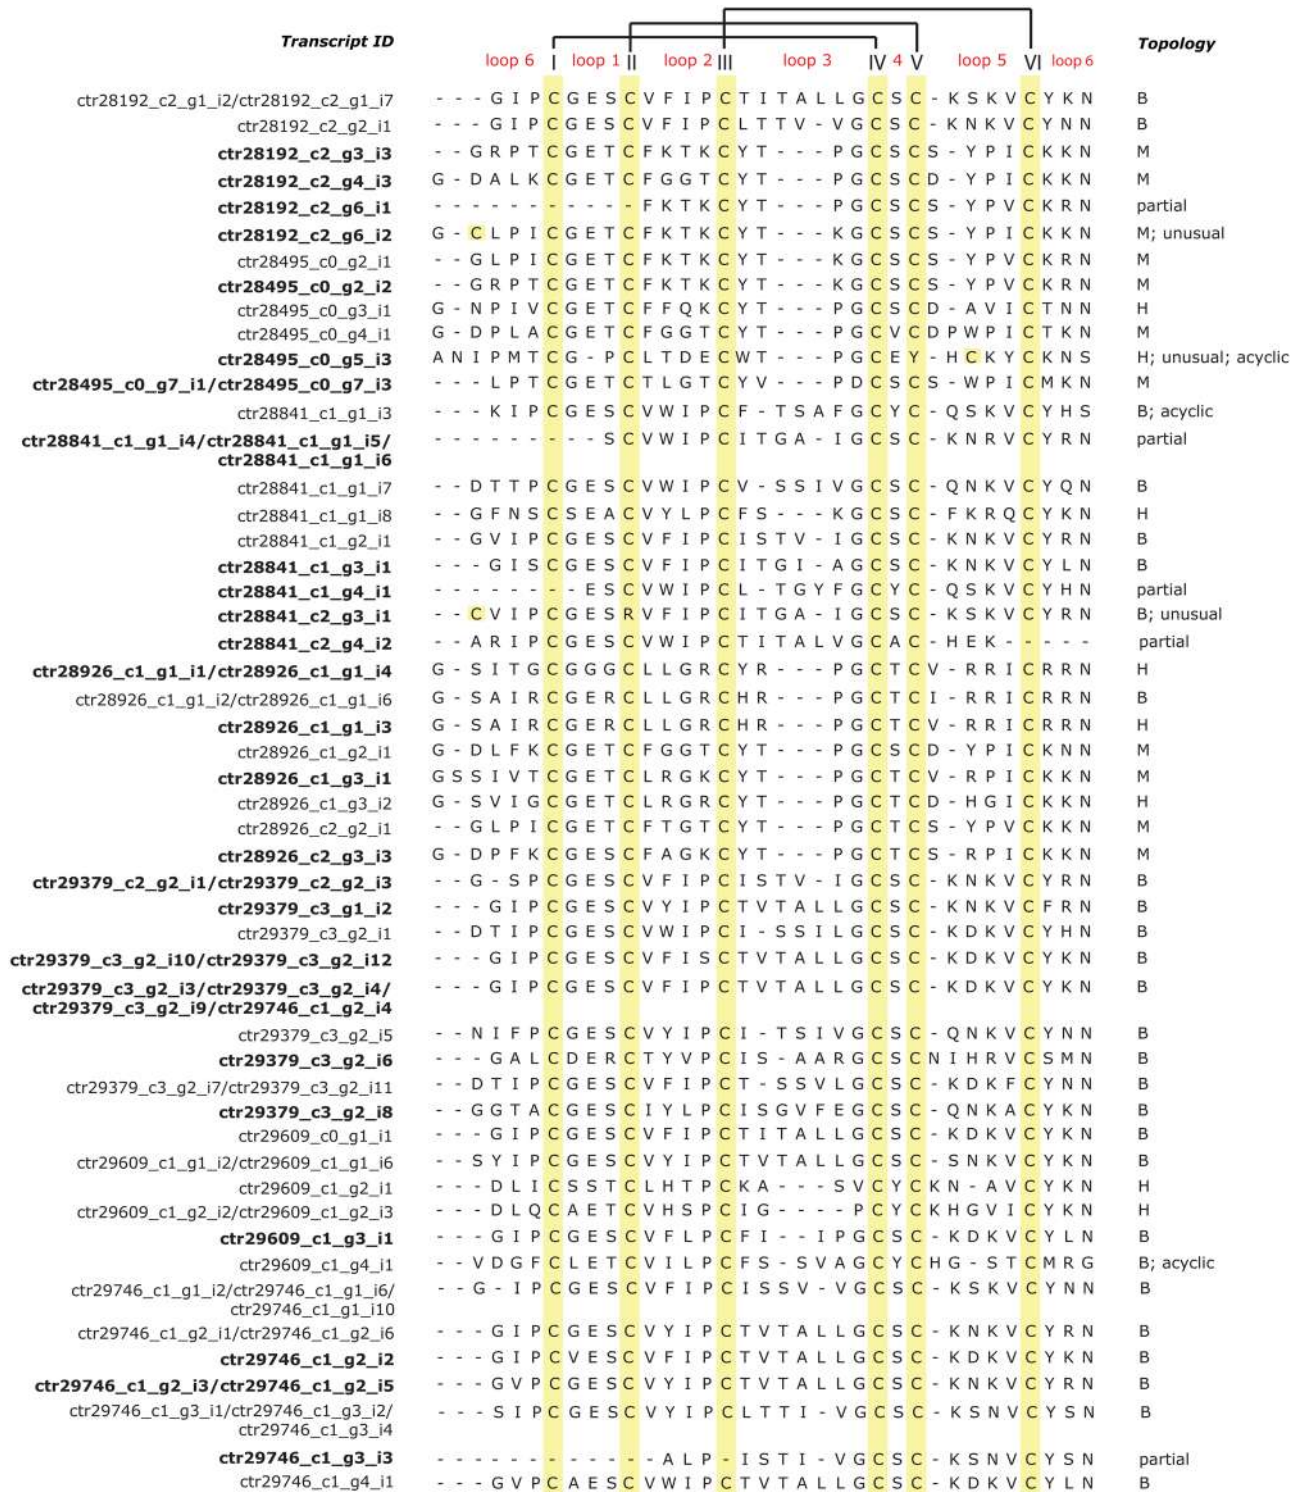 Transcript ID
Topology
loop 6 I loop 1 II loop 2 III loop 3 IV 4 V loop 5 VI loop 6
ctr28192_c2_g1_i2/ctr28192_c2_g1_i7 - - - G I P C G E S C V F I P C T I T A L L G C S C - K S K V C Y K N B
ctr28192_c2_g2_i1 - - - G I P C G E S C V F I P C L T T V - V G C S C - K N K V C Y N N B
ctr28192_c2_g3_i3 - - G R P T C G E T C F K T K C Y T - - - P G C S C S - Y P I C K K N M
ctr28192_c2_g4_i3 G - D A L K C G E T C F G G T C Y T - - - P G C S C D - Y P I C K K N M
ctr28192_c2_g6_i1 - - - - - - - - - - - F K T K C Y T - - - P G C S C S - Y P V C K R N partial
ctr28192_c2_g6_i2 G - C L P I C G E T C F K T K C Y T - - - K G C S C S - Y P I C K K N M; unusual
ctr28495_c0_g2_i1 - - G L P I C G E T C F K T K C Y T - - - K G C S C S - Y P V C K R N M
ctr28495_c0_g2_i2 - - G R P T C G E T C F K T K C Y T - - - K G C S C S - Y P V C K R N M
ctr28495_c0_g3_i1 G - N P I V C G E T C F F Q K C Y T - - - P G C S C D - A V I C T N N H
ctr28495_c0_g4_i1 G - D P L A C G E T C F G G T C Y T - - - P G C V C D P W P I C T K N M
ctr28495_c0_g5_i3 A N I P M T C G - P C L T D E C W T - - - P G C E Y - H C K Y C K N S H; unusual; acyclic
ctr28495_c0_g7_i1/ctr28495_c0_g7_i3 - - - L P T C G E T C T L G T C Y V - - - P D C S C S - W P I C M K N M
ctr28841_c1_g1_i3 - - - K I P C G E S C V W I P C F - T S A F G C Y C - Q S K V C Y H S B; acyclic
ctr28841_c1_g1_i4/ctr28841_c1_g1_i5/ - - - - - - - - - S C V W I P C I T G A - I G C S C - K N R V C Y R N partial
ctr28841_c1_g1_i6
ctr28841_c1_g1_i7 - - D T T P C G E S C V W I P C V - S S I V G C S C - Q N K V C Y Q N B
ctr28841_c1_g1_i8 - - G F N S C S E A C V Y L P C F S - - - K G C S C - F K R Q C Y K N H
ctr28841_c1_g2_i1 - - G V I P C G E S C V F I P C I S T V - I G C S C - K N K V C Y R N B
ctr28841_c1_g3_i1 - - - G I S C G E S C V F I P C I T G I - A G C S C - K N K V C Y L N B
ctr28841_c1_g4_i1 - - - - - - - - E S C V W I P C L - T G Y F G C Y C - Q S K V C Y H N partial
ctr28841_c2_g3_i1 - - C V I P C G E S R V F I P C I T G A - I G C S C - K S K V C Y R N B; unusual
ctr28841_c2_g4_i2 - - A R I P C G E S C V W I P C T I T A L V G C A C - H E K - - - - - partial
ctr28926_c1_g1_i1/ctr28926_c1_g1_i4 G - S I T G C G G G C L L G R C Y R - - - P G C T C V - R R I C R R N H
ctr28926_c1_g1_i2/ctr28926_c1_g1_i6 G - S A I R C G E R C L L G R C H R - - - P G C T C I - R R I C R R N B
ctr28926_c1_g1_i3 G - S A I R C G E R C L L G R C H R - - - P G C T C V - R R I C R R N H
ctr28926_c1_g2_i1 G - D L F K C G E T C F G G T C Y T - - - P G C S C D - Y P I C K N N M
ctr28926_c1_g3_i1 G S S I V T C G E T C L R G K C Y T - - - P G C T C V - R P I C K K N M
ctr28926_c1_g3_i2 G - S V I G C G E T C L R G R C Y T - - - P G C T C D - H G I C K K N H
ctr28926_c2_g2_i1 - - G L P I C G E T C F T G T C Y T - - - P G C T C S - Y P V C K K N M
ctr28926_c2_g3_i3 G - D P F K C G E S C F A G K C Y T - - - P G C T C S - R P I C K K N M
ctr29379_c2_g2_i1/ctr29379_c2_g2_i3 - - G - S P C G E S C V F I P C I S T V - I G C S C - K N K V C Y R N B
ctr29379_c3_g1_i2 - - - G I P C G E S C V Y I P C T V T A L L G C S C - K N K V C F R N B
ctr29379_c3_g2_i1 - - D T I P C G E S C V W I P C I - S S I L G C S C - K D K V C Y H N B
ctr29379_c3_g2_i10/ctr29379_c3_g2_i12 - - - G I P C G E S C V F I S C T V T A L L G C S C - K D K V C Y K N B
ctr29379_c3_g2_i3/ctr29379_c3_g2_i4/ - - - G I P C G E S C V F I P C T V T A L L G C S C - K D K V C Y K N B
ctr29379_c3_g2_i9/ctr29746_c1_g2_i4
ctr29379_c3_g2_i5 - - N I F P C G E S C V Y I P C I - T S I V G C S C - Q N K V C Y N N B
ctr29379_c3_g2_i6 - - - G A L C D E R C T Y V P C I S - A A R G C S C N I H R V C S M N B
ctr29379_c3_g2_i7/ctr29379_c3_g2_i11 - - D T I P C G E S C V F I P C T - S S V L G C S C - K D K F C Y N N B
ctr29379_c3_g2_i8 - - G G T A C G E S C I Y L P C I S G V F E G C S C - Q N K A C Y K N B
ctr29609_c0_g1_i1 - - - G I P C G E S C V F I P C T I T A L L G C S C - K D K V C Y K N B
ctr29609_c1_g1_i2/ctr29609_c1_g1_i6 - - S Y I P C G E S C V Y I P C T V T A L L G C S C - S N K V C Y K N B
ctr29609_c1_g2_i1 - - - D L I C S S T C L H T P C K A - - - S V C Y C K N - A V C Y K N H
ctr29609_c1_g2_i2/ctr29609_c1_g2_i3 - - - D L Q C A E T C V H S P C I G - - - - P C Y C K H G V I C Y K N H
ctr29609_c1_g3_i1 - - - G I P C G E S C V F L P C F I - - I P G C S C - K D K V C Y L N B
ctr29609_c1_g4_i1 - - V D G F C L E T C V I L P C F S - S V A G C Y C H G - S T C M R G B; acyclic
ctr29746_c1_g1_i2/ctr29746_c1_g1_i6/ - - G - I P C G E S C V F I P C I S S V - V G C S C - K S K V C Y N N B
ctr29746_c1_g1_i10
ctr29746_c1_g2_i1/ctr29746_c1_g2_i6 - - - G I P C G E S C V Y I P C T V T A L L G C S C - K N K V C Y R N B
ctr29746_c1_g2_i2 - - - G I P C V E S C V F I P C T V T A L L G C S C - K D K V C Y K N B
ctr29746_c1_g2_i3/ctr29746_c1_g2_i5 - - - G V P C G E S C V Y I P C T V T A L L G C S C - K N K V C Y R N B
ctr29746_c1_g3_i1/ctr29746_c1_g3_i2/ - - - S I P C G E S C V Y I P C L T T I - V G C S C - K S N V C Y S N B
ctr29746_c1_g3_i4
ctr29746_c1_g3_i3 - - - - - - - - - - - - A L P - I S T I - V G C S C - K S N V C Y S N partial
ctr29746_c1_g4_i1 - - - G V P C A E S C V W I P C T V T A L L G C S C - K D K V C Y L N B